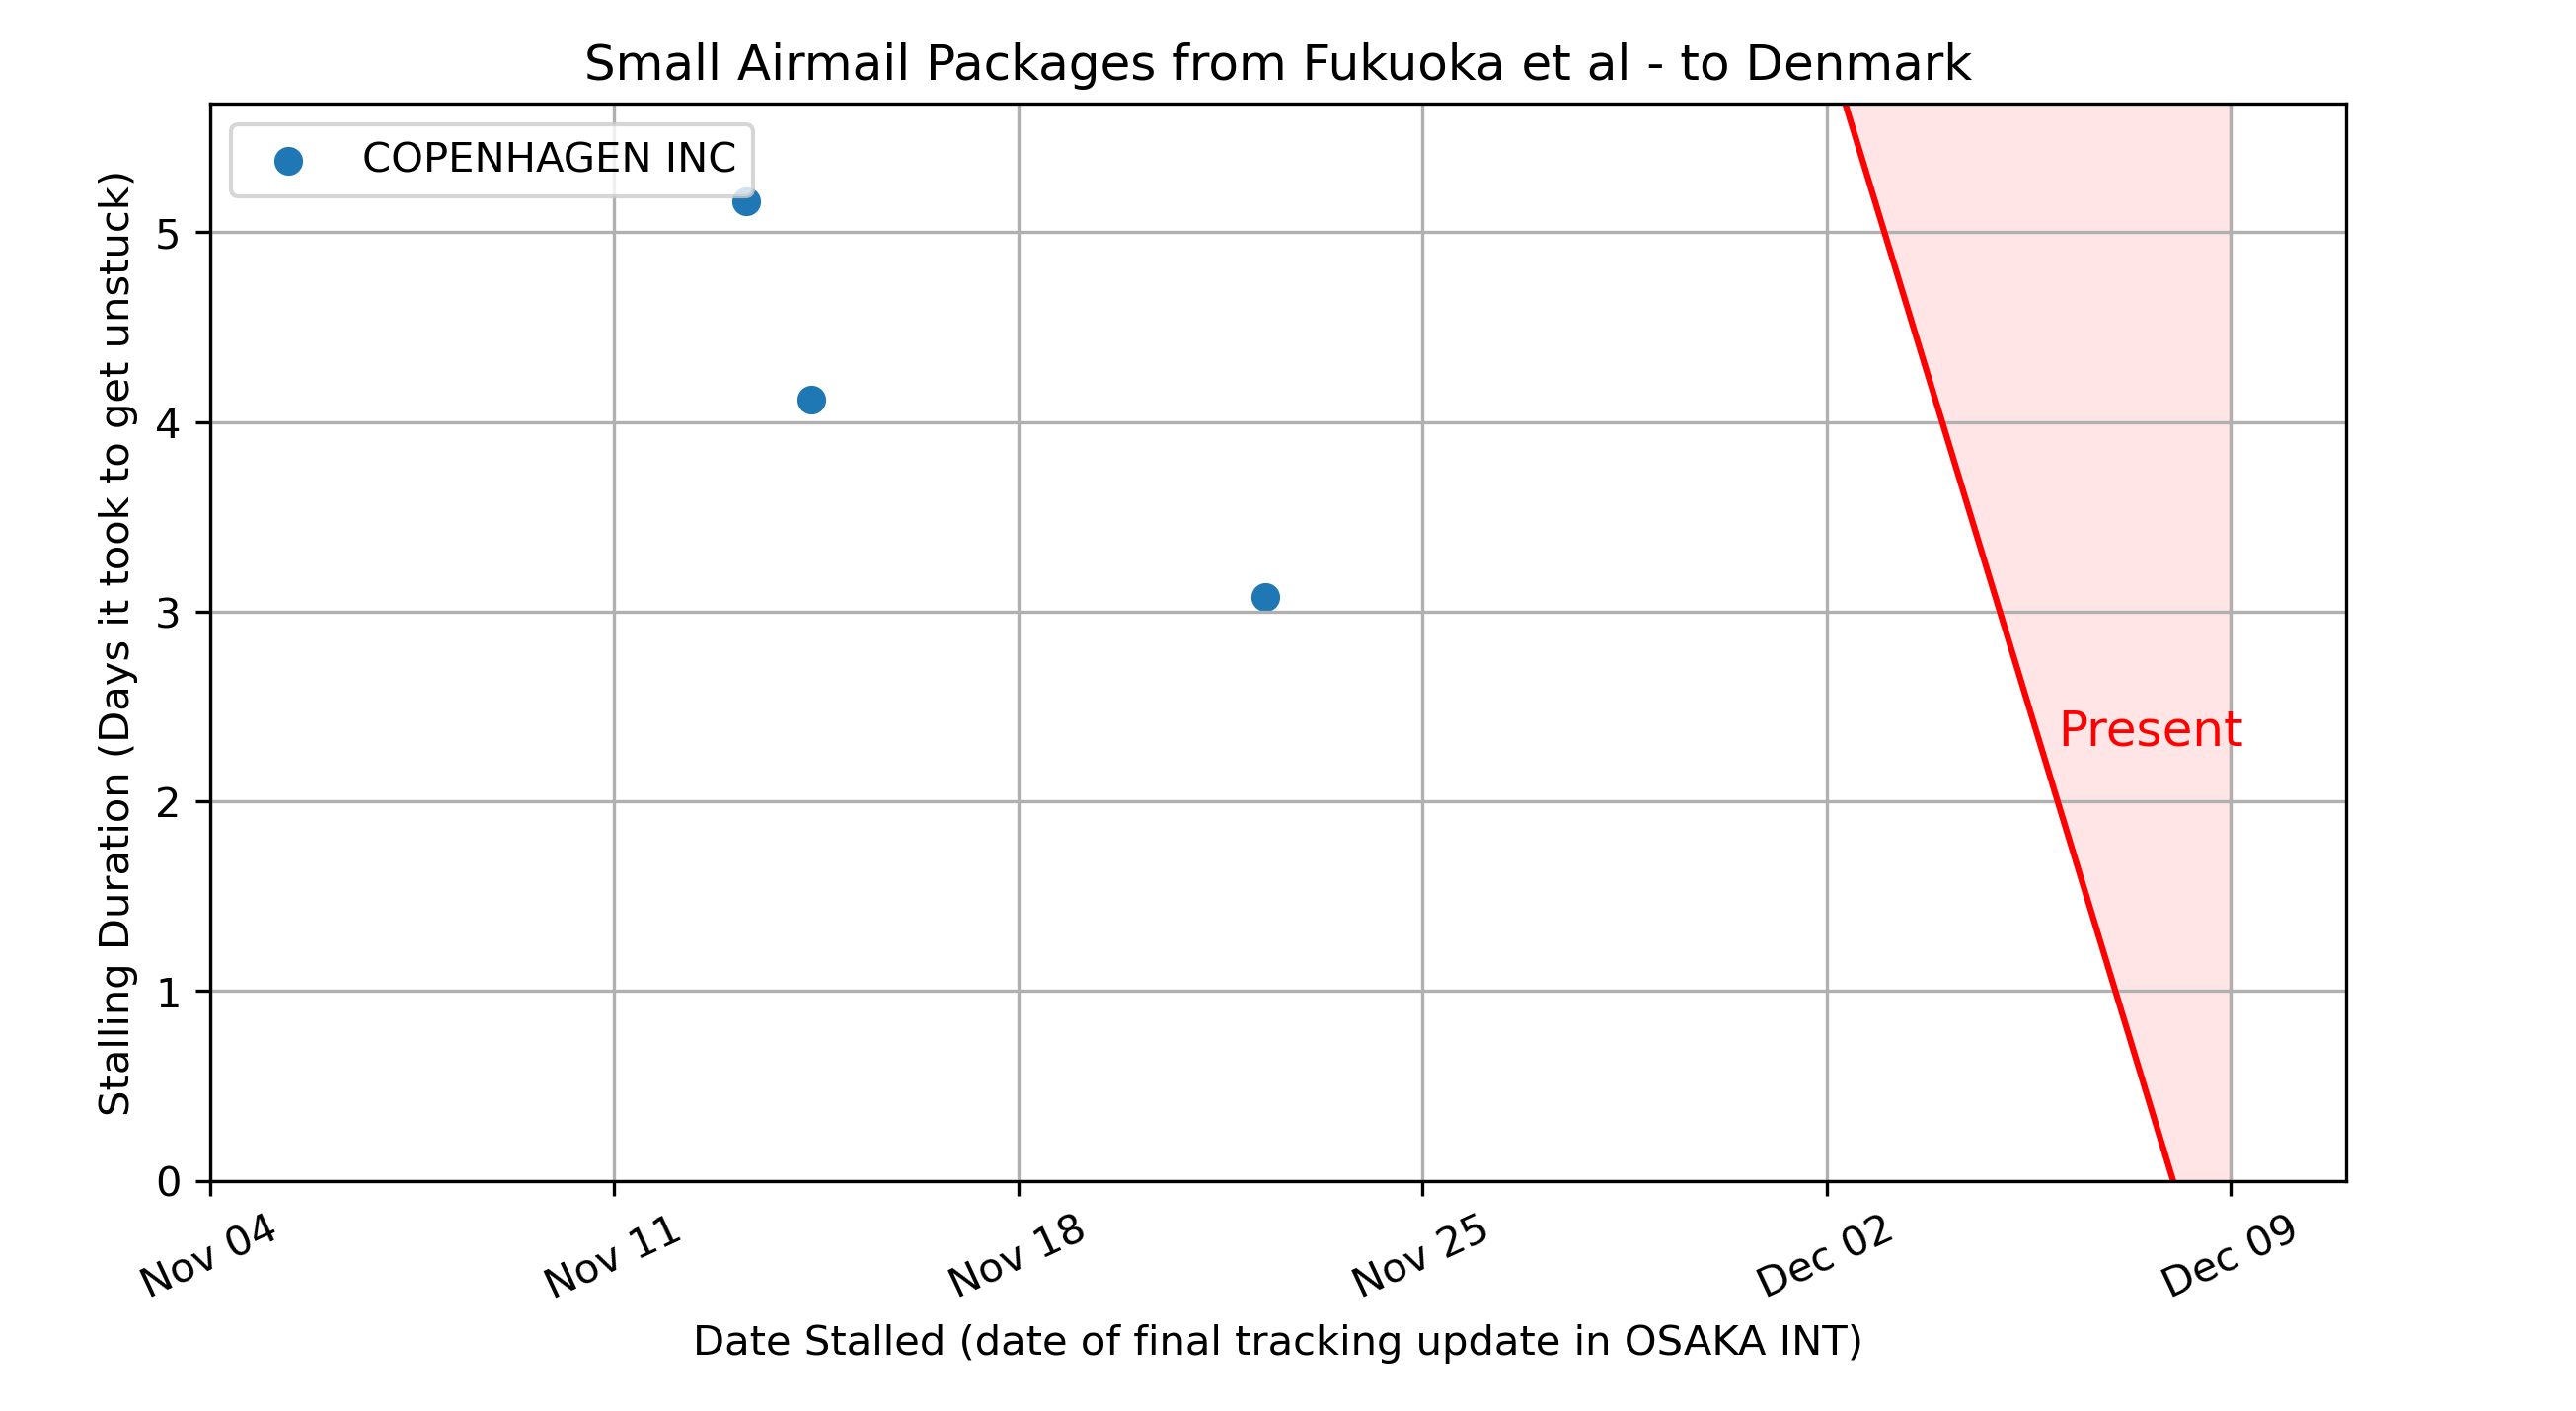 Small Airmail Packages from Fukuoka et al - to Denmark
COPENHAGEN INC
Stalling Duration (Days it took to get unstuck)
5
4
3
2
1
0
Present
Nov 04
Nov 11
Nov 18
Nov 25
Dec 02
Dec 09
Date Stalled (date of final tracking update in OSAKA INT)